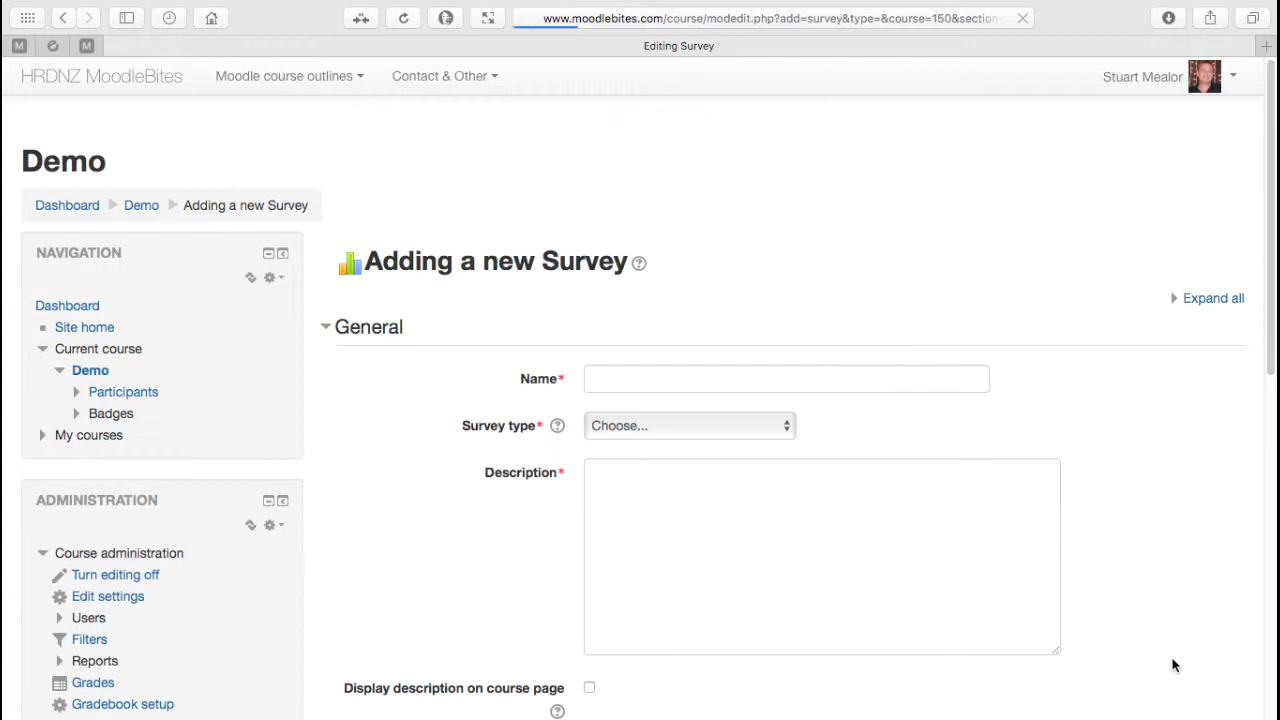 www.moodlebites.com/course/modedit.php?add=survey&type=&course=150&section
M
M
Editing Survey
HRDNZ MoodleBites
Moodle course outlines
Contact & Other
Stuart Mealor
Demo
Dashboard
Demo
Adding a new Survey
NAVIGATION
Dashboard
Site home
Current course
Demo
Participants
Badges
My courses
ADMINISTRATION
Course administration
Turn editing off
Edit settings
Users
Filters
Reports
Grades
Gradebook setup
Adding a new Survey ?
Expand all
General
Name*
Survey type* ? Choose...
Description*
Display description on course page
?